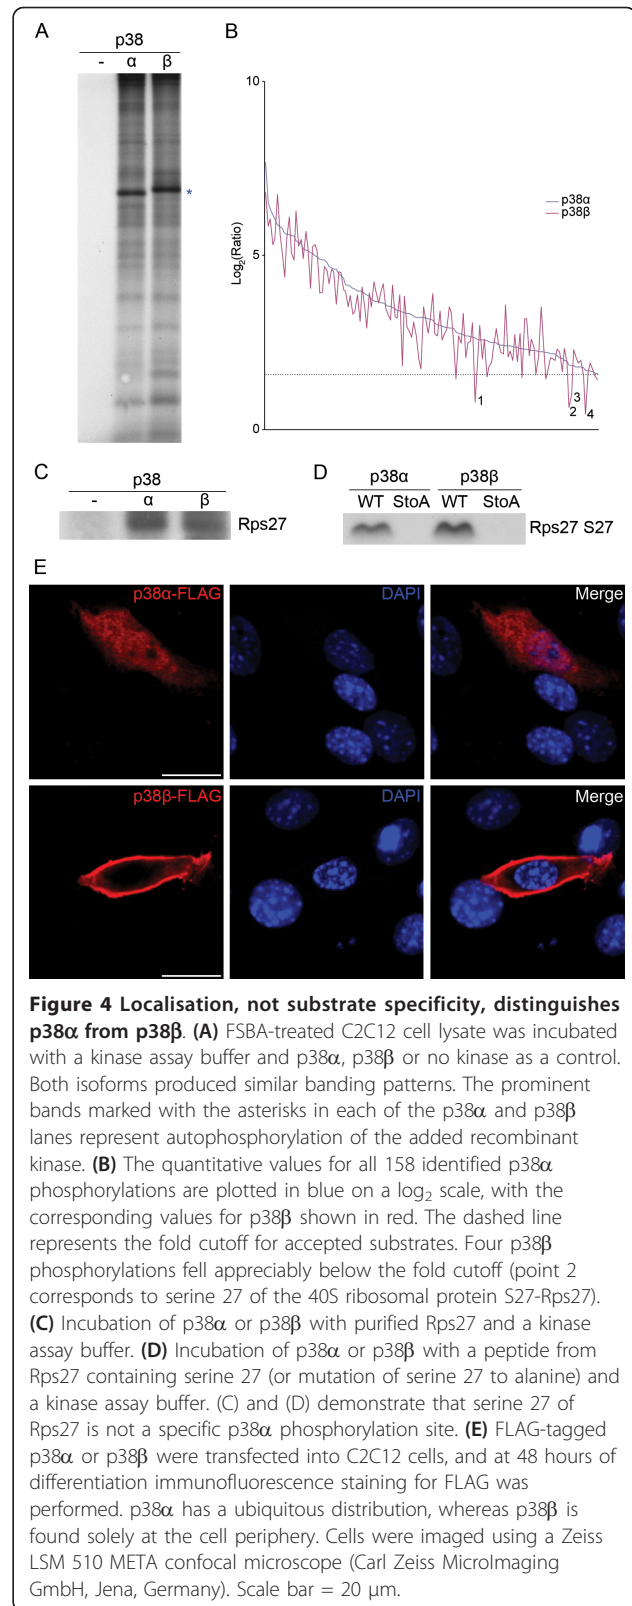 A
p38
- α β
*
B
10
5
0
Log2(Ratio)
p38α
p38β
1
3
2
4
C
p38
- α β
Rps27
D
p38α p38β
WT StoA WT StoA
Rps27 S27
E
p38α-FLAG
DAPI
Merge
p38β-FLAG
DAPI
Merge
Figure 4 Localisation, not substrate specificity, distinguishes
p38α from p38β. (A) FSBA-treated C2C12 cell lysate was incubated
with a kinase assay buffer and p38α, p38β or no kinase as a control.
Both isoforms produced similar banding patterns. The prominent
bands marked with the asterisks in each of the p38α and p38β
lanes represent autophosphorylation of the added recombinant
kinase. (B) The quantitative values for all 158 identified p38α
phosphorylations are plotted in blue on a log2 scale, with the
corresponding values for p38β shown in red. The dashed line
represents the fold cutoff for accepted substrates. Four p38β
phosphorylations fell appreciably below the fold cutoff (point 2
corresponds to serine 27 of the 40S ribosomal protein S27-Rps27).
(C) Incubation of p38α or p38β with purified Rps27 and a kinase
assay buffer. (D) Incubation of p38α or p38β with a peptide from
Rps27 containing serine 27 (or mutation of serine 27 to alanine) and
a kinase assay buffer. (C) and (D) demonstrate that serine 27 of
Rps27 is not a specific p38α phosphorylation site. (E) FLAG-tagged
p38α or p38β were transfected into C2C12 cells, and at 48 hours of
differentiation immunofluorescence staining for FLAG was
performed. p38α has a ubiquitous distribution, whereas p38β is
found solely at the cell periphery. Cells were imaged using a Zeiss
LSM 510 META confocal microscope (Carl Zeiss MicroImaging
GmbH, Jena, Germany). Scale bar = 20 μm.